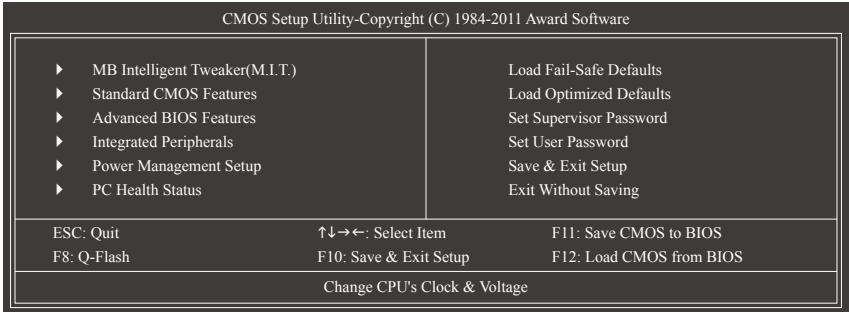 CMOS Setup Utility-Copyright (C) 1984-2011 Award Software
MB Intelligent Tweaker(M.I.T.)
Standard CMOS Features
Advanced BIOS Features
Integrated Peripherals
Power Management Setup
PC Health Status
Load Fail-Safe Defaults
Load Optimized Defaults
Set Supervisor Password
Set User Password
Save & Exit Setup
Exit Without Saving
ESC: Quit ↑↓→←: Select Item F11: Save CMOS to BIOS
F8: Q-Flash F10: Save & Exit Setup F12: Load CMOS from BIOS
Change CPU's Clock & Voltage